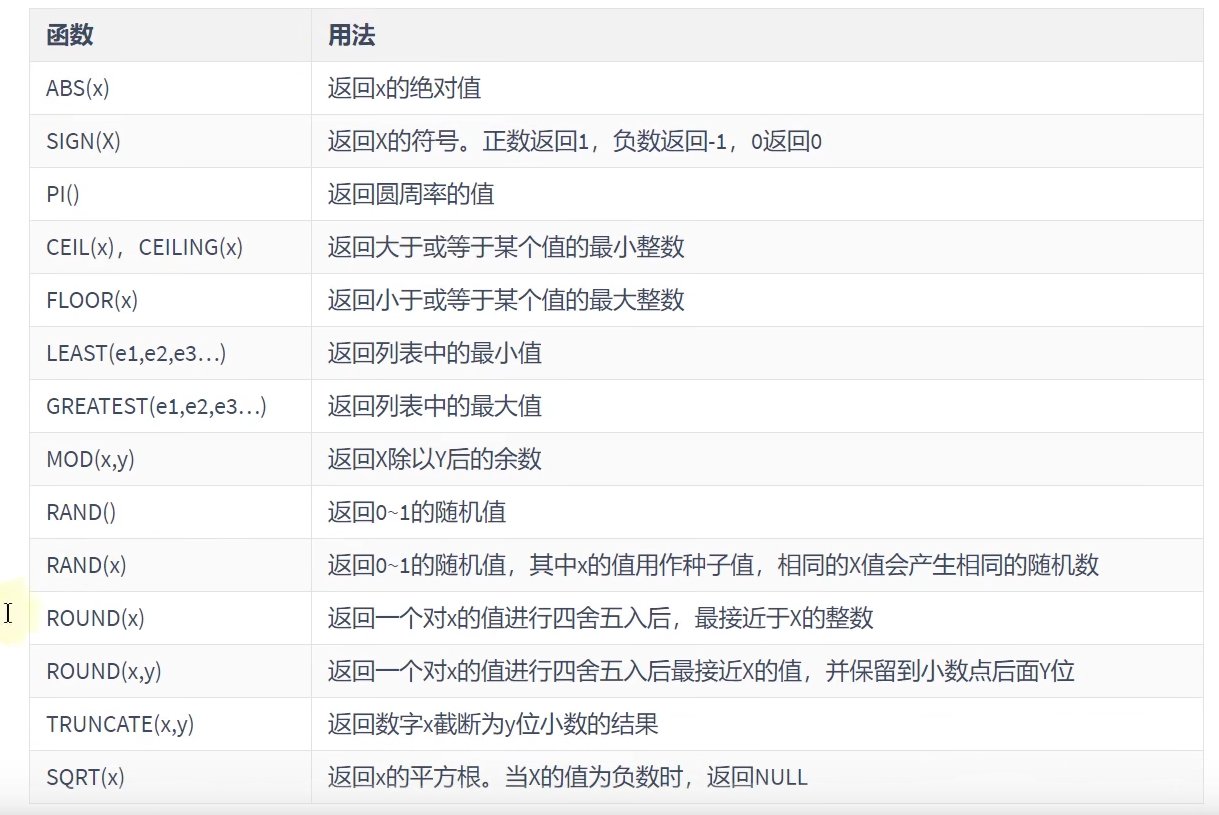 函数 用法
ABS(x) 返回x的绝对值
SIGN(X) 返回X的符号。正数返回1，负数返回-1，0返回0
PI() 返回圆周率的值
CEIL(x)，CEILING(x) 返回大于或等于某个值的最小整数
FLOOR(x) 返回小于或等于某个值的最大整数
LEAST(e1,e2,e3…) 返回列表中的最小值
GREATEST(e1,e2,e3…) 返回列表中的最大值
MOD(x,y) 返回X除以Y后的余数
RAND() 返回0~1的随机值
RAND(x) 返回0~1的随机值，其中x的值用作种子值，相同的X值会产生相同的随机数
ROUND(x) 返回一个对x的值进行四舍五入后，最接近于X的整数
ROUND(x,y) 返回一个对x的值进行四舍五入后最接近X的值，并保留到小数点后面Y位
TRUNCATE(x,y) 返回数字x截断为y位小数的结果
SQRT(x) 返回x的平方根。当X的值为负数时，返回NULL